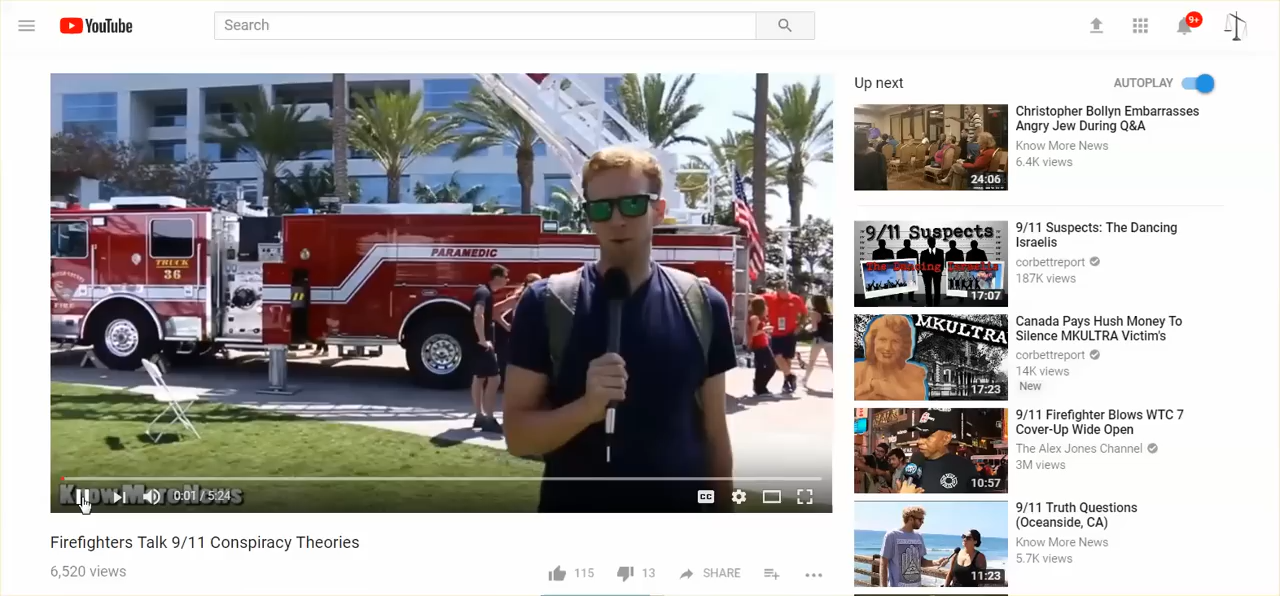 YouTube
Search
9+
TRUCK
36
PARAMEDIC
KnowMoreNews
0:01 / 5:24
CC
Firefighters Talk 9/11 Conspiracy Theories
6,520 views
115
13
SHARE
Up next
AUTOPLAY
24:06
Christopher Bollyn Embarrasses
Angry Jew During Q&A
Know More News
6.4K views
9/11 Suspects
The Dancing Israelis
17:07
9/11 Suspects: The Dancing
Israelis
corbettreport
187K views
MKULTRA
17:23
Canada Pays Hush Money To
Silence MKULTRA Victim's
corbettreport
14K views
New
10:57
9/11 Firefighter Blows WTC 7
Cover-Up Wide Open
The Alex Jones Channel
3M views
11:23
9/11 Truth Questions
(Oceanside, CA)
Know More News
5.7K views